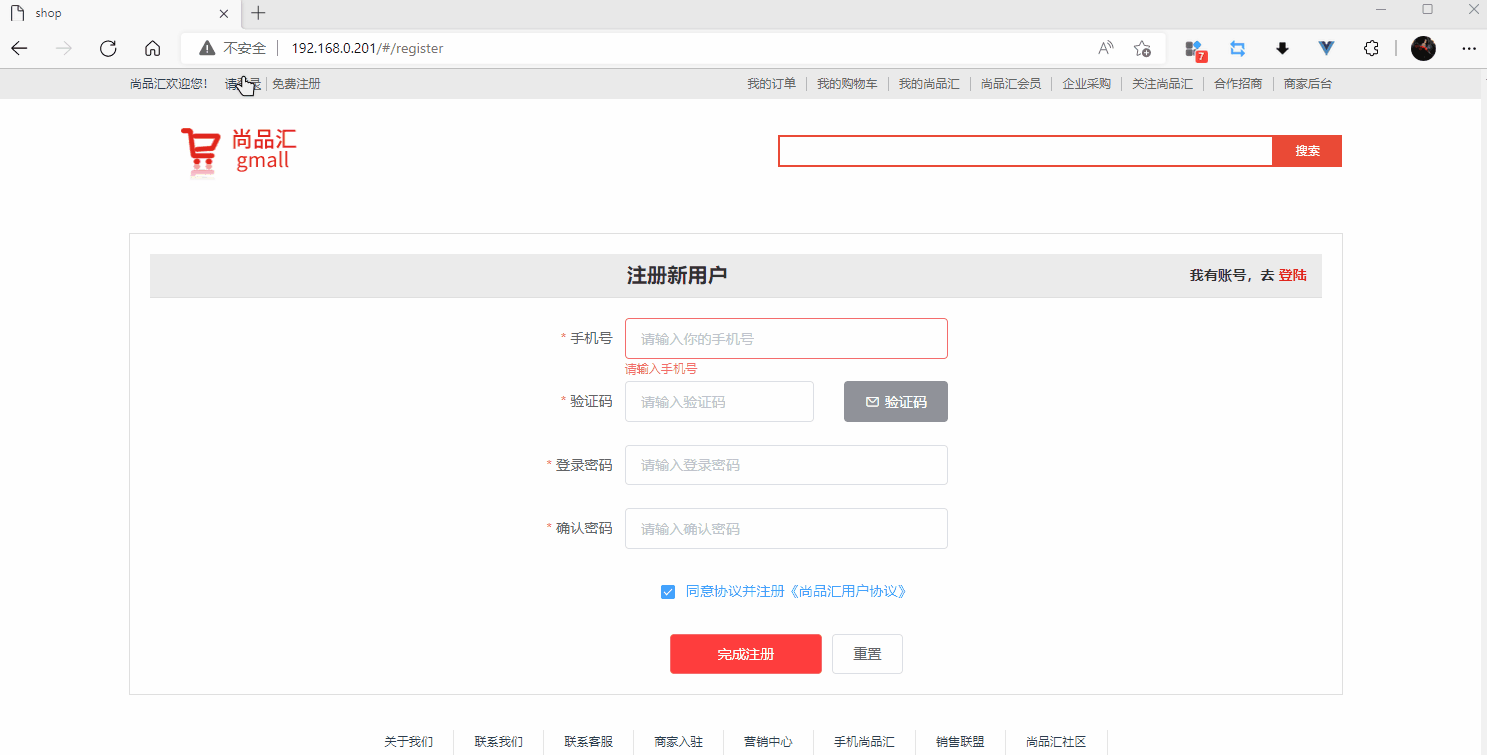 shop
不安全 192.168.0.201/#/register
7
尚品汇欢迎您! 请 免费注册 我的订单 我的购物车 我的尚品汇 尚品汇会员 企业采购 关注尚品汇 合作招商 商家后台
尚品汇
gmall
搜索
注册新用户 我有账号，去 登陆
* 手机号 请输入你的手机号
请输入手机号
* 验证码 请输入验证码 验证码
* 登录密码 请输入登录密码
* 确认密码 请输入确认密码
同意协议并注册《尚品汇用户协议》
完成注册 重置
关于我们 联系我们 联系客服 商家入驻 营销中心 手机尚品汇 销售联盟 尚品汇社区